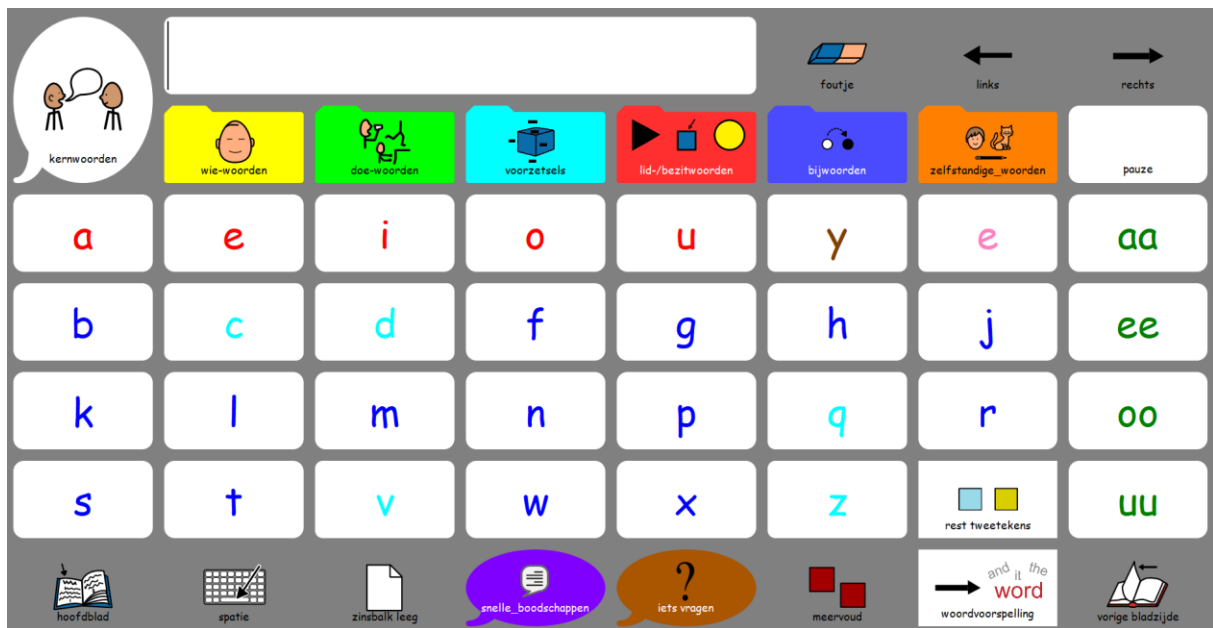 foutje
links
rechts
kernwoorden
wie-woorden
doe-woorden
voorzetsels
lid-/bezitwoorden
bijwoorden
zelfstandige_woorden
pauze
a e i o u y e aa
b c d f g h j ee
k l m n p q r oo
s t v w x z rest tweetekens uu
hoofdblad
spatie
zinsbalk leeg
snelle_boodschappen
?
iets vragen
meervoud
and it the
word
woordvoorspelling
vorige bladzijde